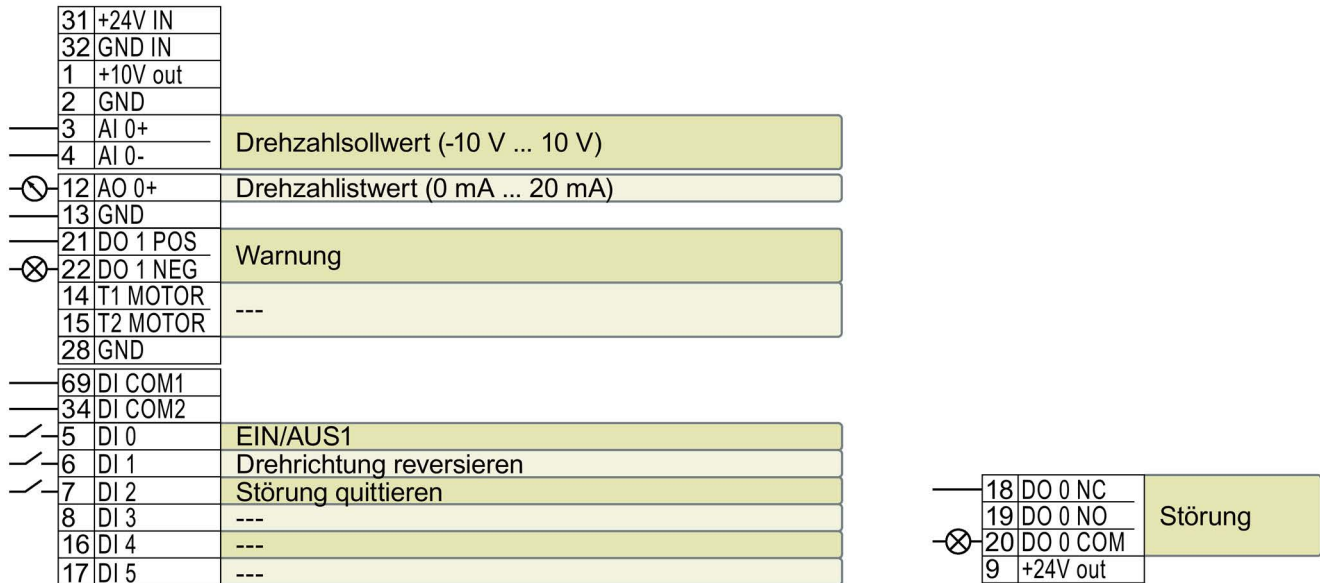 31 +24V IN
32 GND IN
1 +10V out
2 GND
3 AI 0+
Drehzahlsollwert (-10 V ... 10 V)
4 AI 0-
12 AO 0+ Drehzahlistwert (0 mA ... 20 mA)
13 GND
21 DO 1 POS
Warnung
22 DO 1 NEG
14 T1 MOTOR
---
15 T2 MOTOR
28 GND
69 DI COM1
34 DI COM2
5 DI 0 EIN/AUS1
6 DI 1 Drehrichtung reversieren
7 DI 2 Störung quittieren
8 DI 3 ---
16 DI 4 ---
17 DI 5 ---
18 DO 0 NC
19 DO 0 NO Störung
20 DO 0 COM
9 +24V out